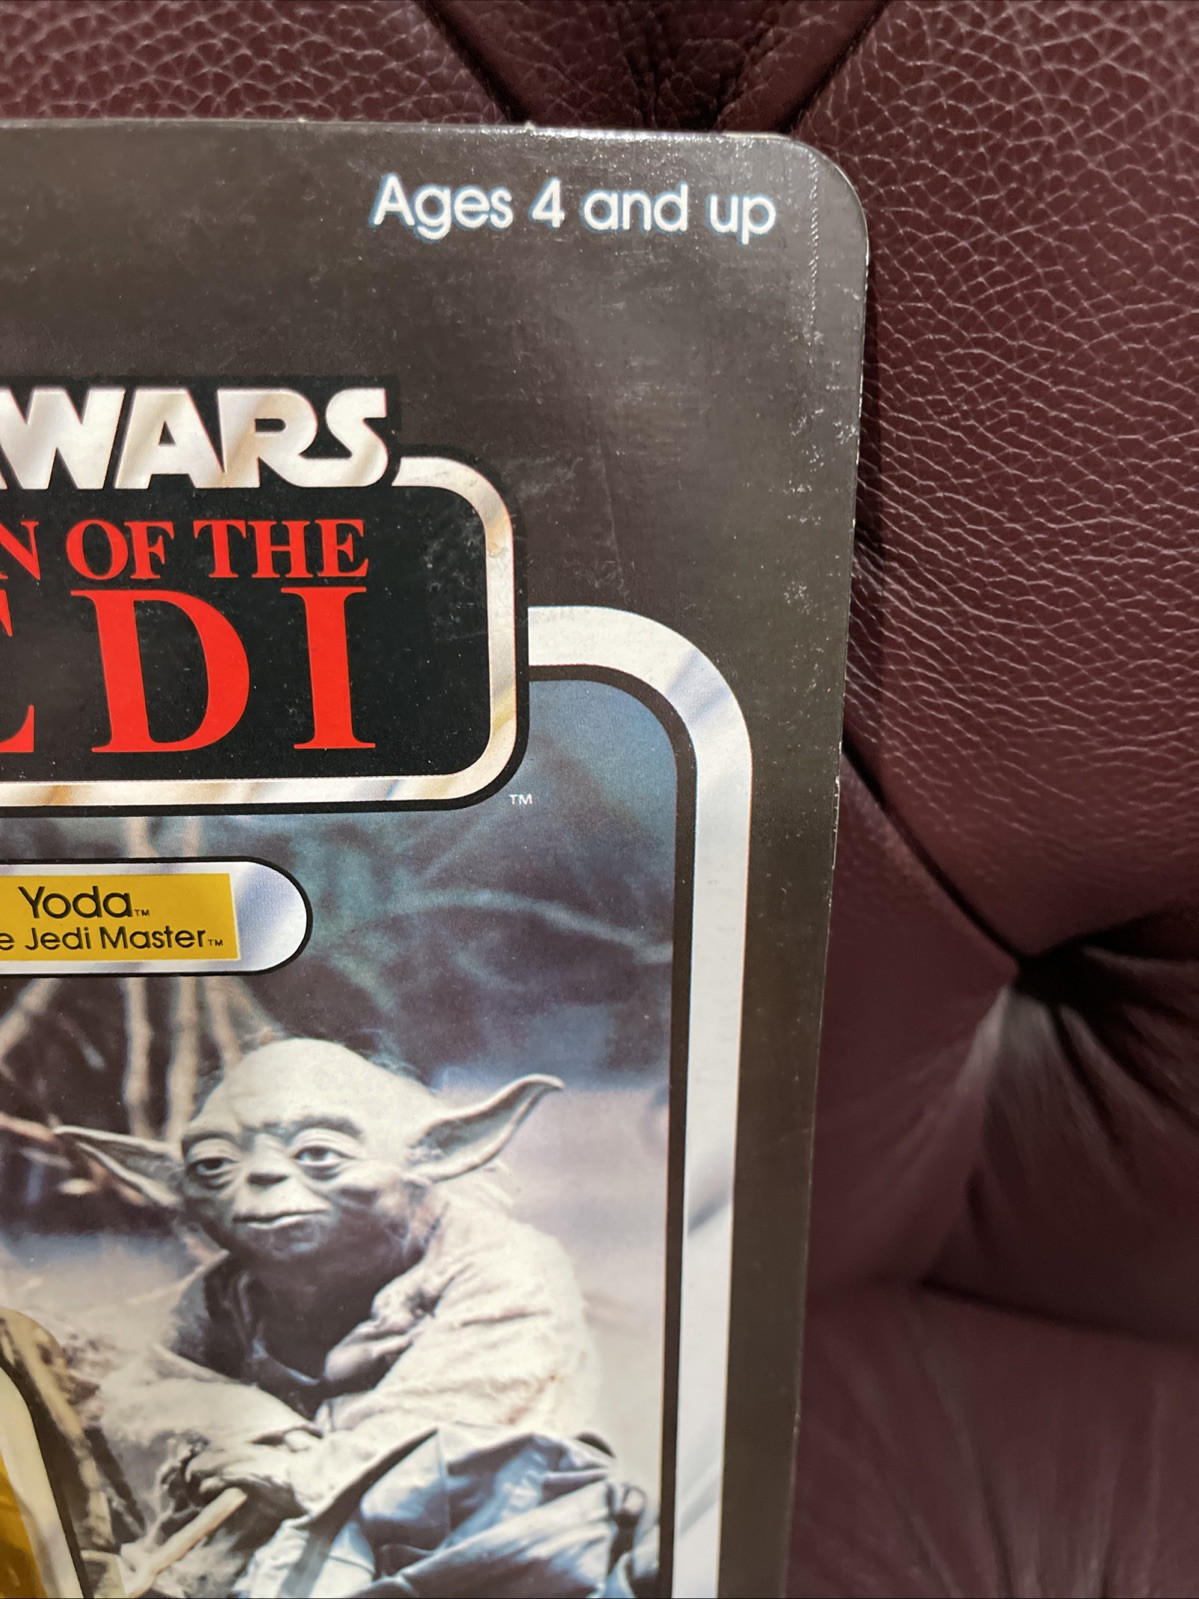 Ages 4 and up
WARS
N OF THE
EDI
TM
Yoda™
e Jedi Master™